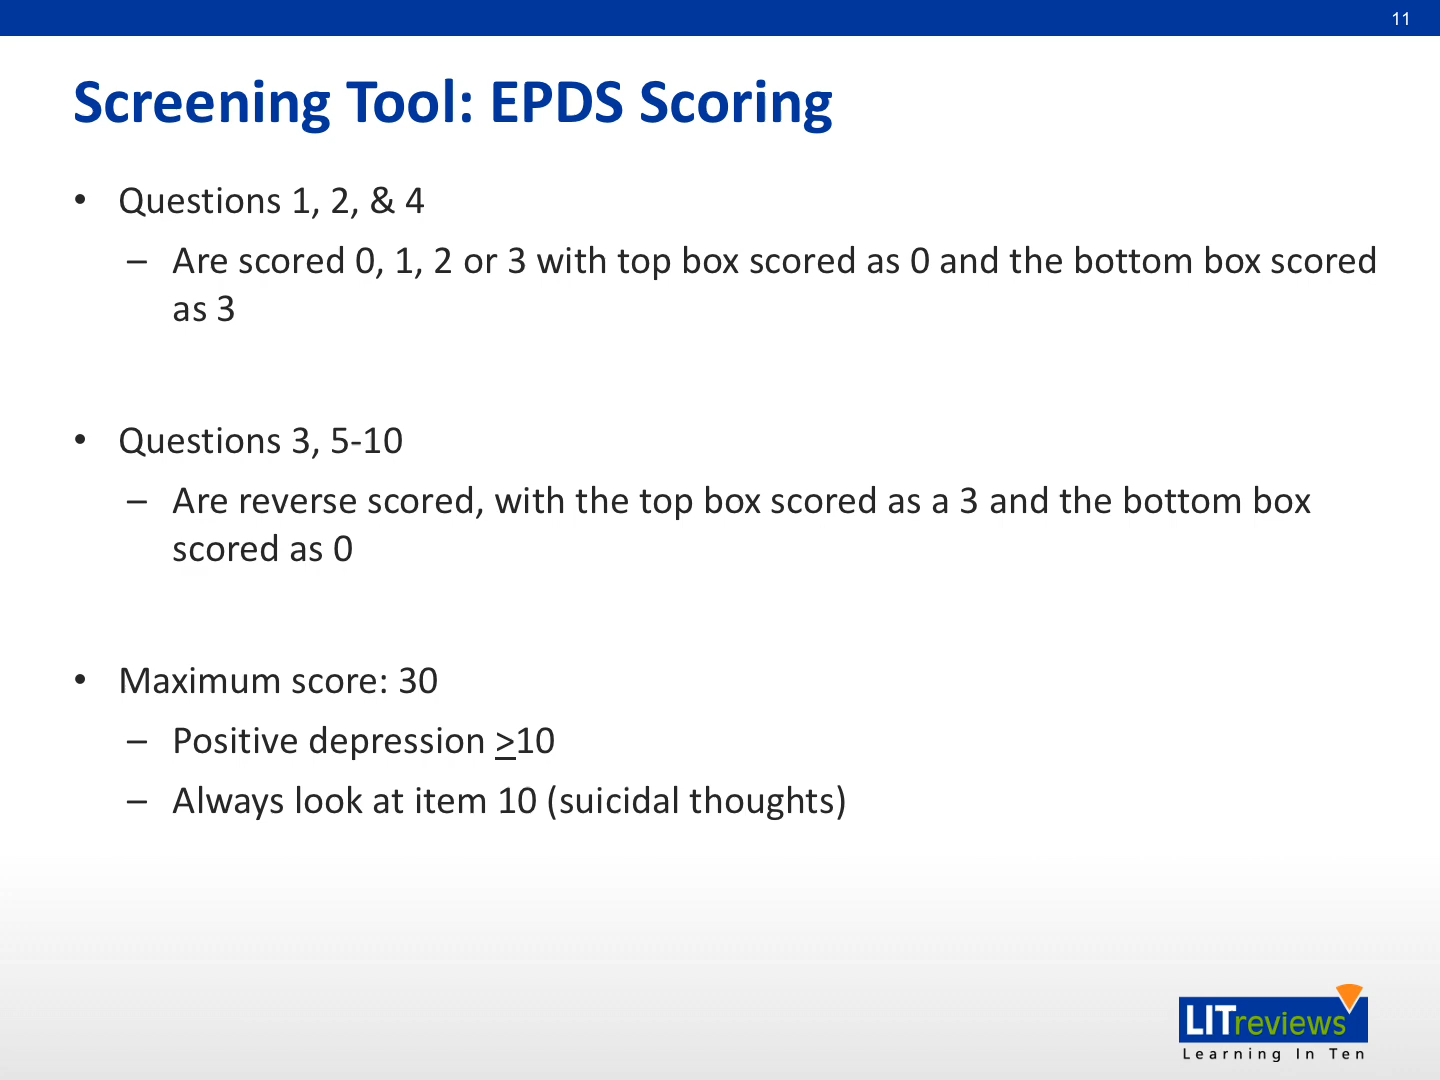 11
Screening Tool: EPDS Scoring
• Questions 1, 2, & 4
– Are scored 0, 1, 2 or 3 with top box scored as 0 and the bottom box scored
as 3
• Questions 3, 5-10
– Are reverse scored, with the top box scored as a 3 and the bottom box
scored as 0
• Maximum score: 30
– Positive depression >10
– Always look at item 10 (suicidal thoughts)
LITreviews
Learning In Ten